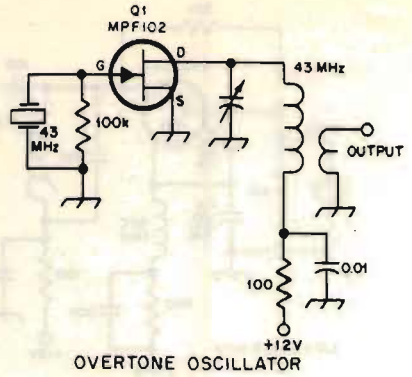 Q1
MPF102
D
G
S
43 MHz
100k
43
MHz
OUTPUT
100
0.01
+12V
OVERTONE OSCILLATOR